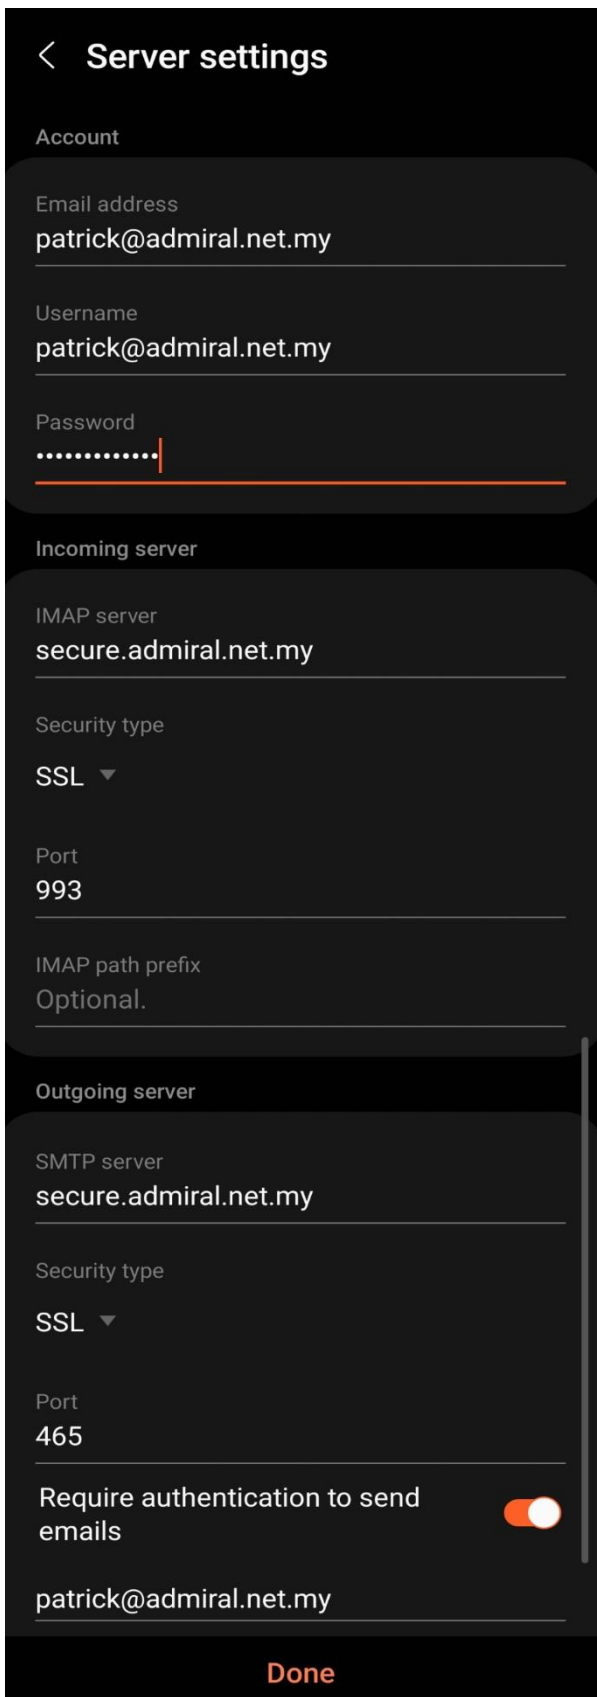 Server settings
Account
Email address
patrick@admiral.net.my
Username
patrick@admiral.net.my
Password
•••••••••••••
Incoming server
IMAP server
secure.admiral.net.my
Security type
SSL
Port
993
IMAP path prefix
Optional.
Outgoing server
SMTP server
secure.admiral.net.my
Security type
SSL
Port
465
Require authentication to send
emails
patrick@admiral.net.my
Done